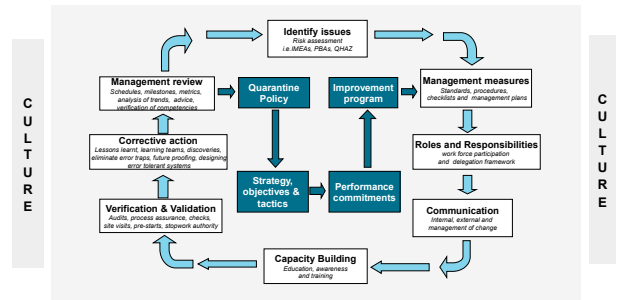 CULTURE
Identify issues
Risk assessment
i.e.IMEAs, PBAs, QHAZ
Management review
Schedules, milestones, metrics,
analysis of trends, advice,
verification of competencies
Quarantine
Policy
Improvement
program
Management measures
Standards, procedures,
checklists and management plans
Corrective action
Lessons learnt, learning teams, discoveries,
eliminate error traps, future proofing, designing
error tolerant systems
Roles and Responsibilities
work force participation
and delegation framework
Strategy,
objectives &
tactics
Performance
commitments
Verification & Validation
Audits, process assurance, checks,
site visits, pre-starts, stopwork authority
Communication
Internal, external and
management of change
Capacity Building
Education, awareness
and training
CULTURE